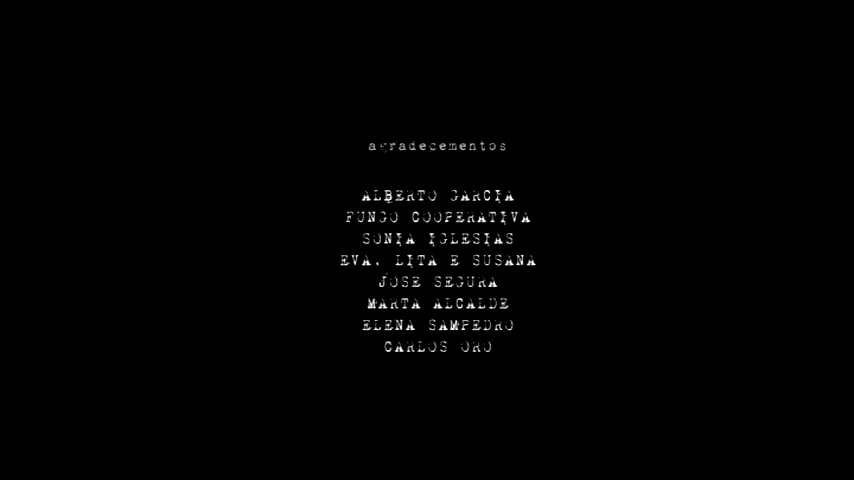 agradecementos
ALBERTO GARCIA
FUNGO COOPERATIVA
SONIA IGLESIAS
EVA, LITA E SUSANA
JOSE SEGURA
MARTA ALCALDE
ELENA SAMPEDRO
CARLOS ORO